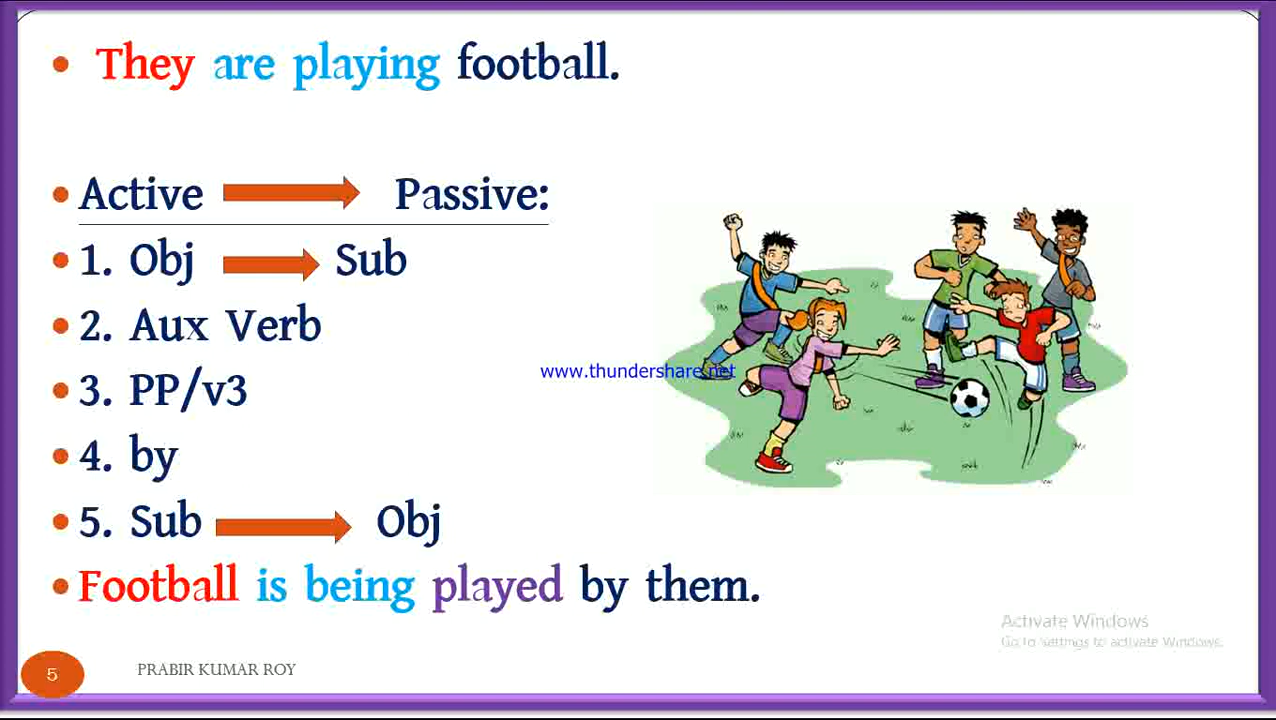 They are playing football.
Active Passive:
1. Obj Sub
2. Aux Verb
3. PP/v3
4. by
5. Sub Obj
Football is being played by them.
www.thundershare.net
Activate Windows
Go to Settings to activate Windows.
5 PRABIR KUMAR ROY